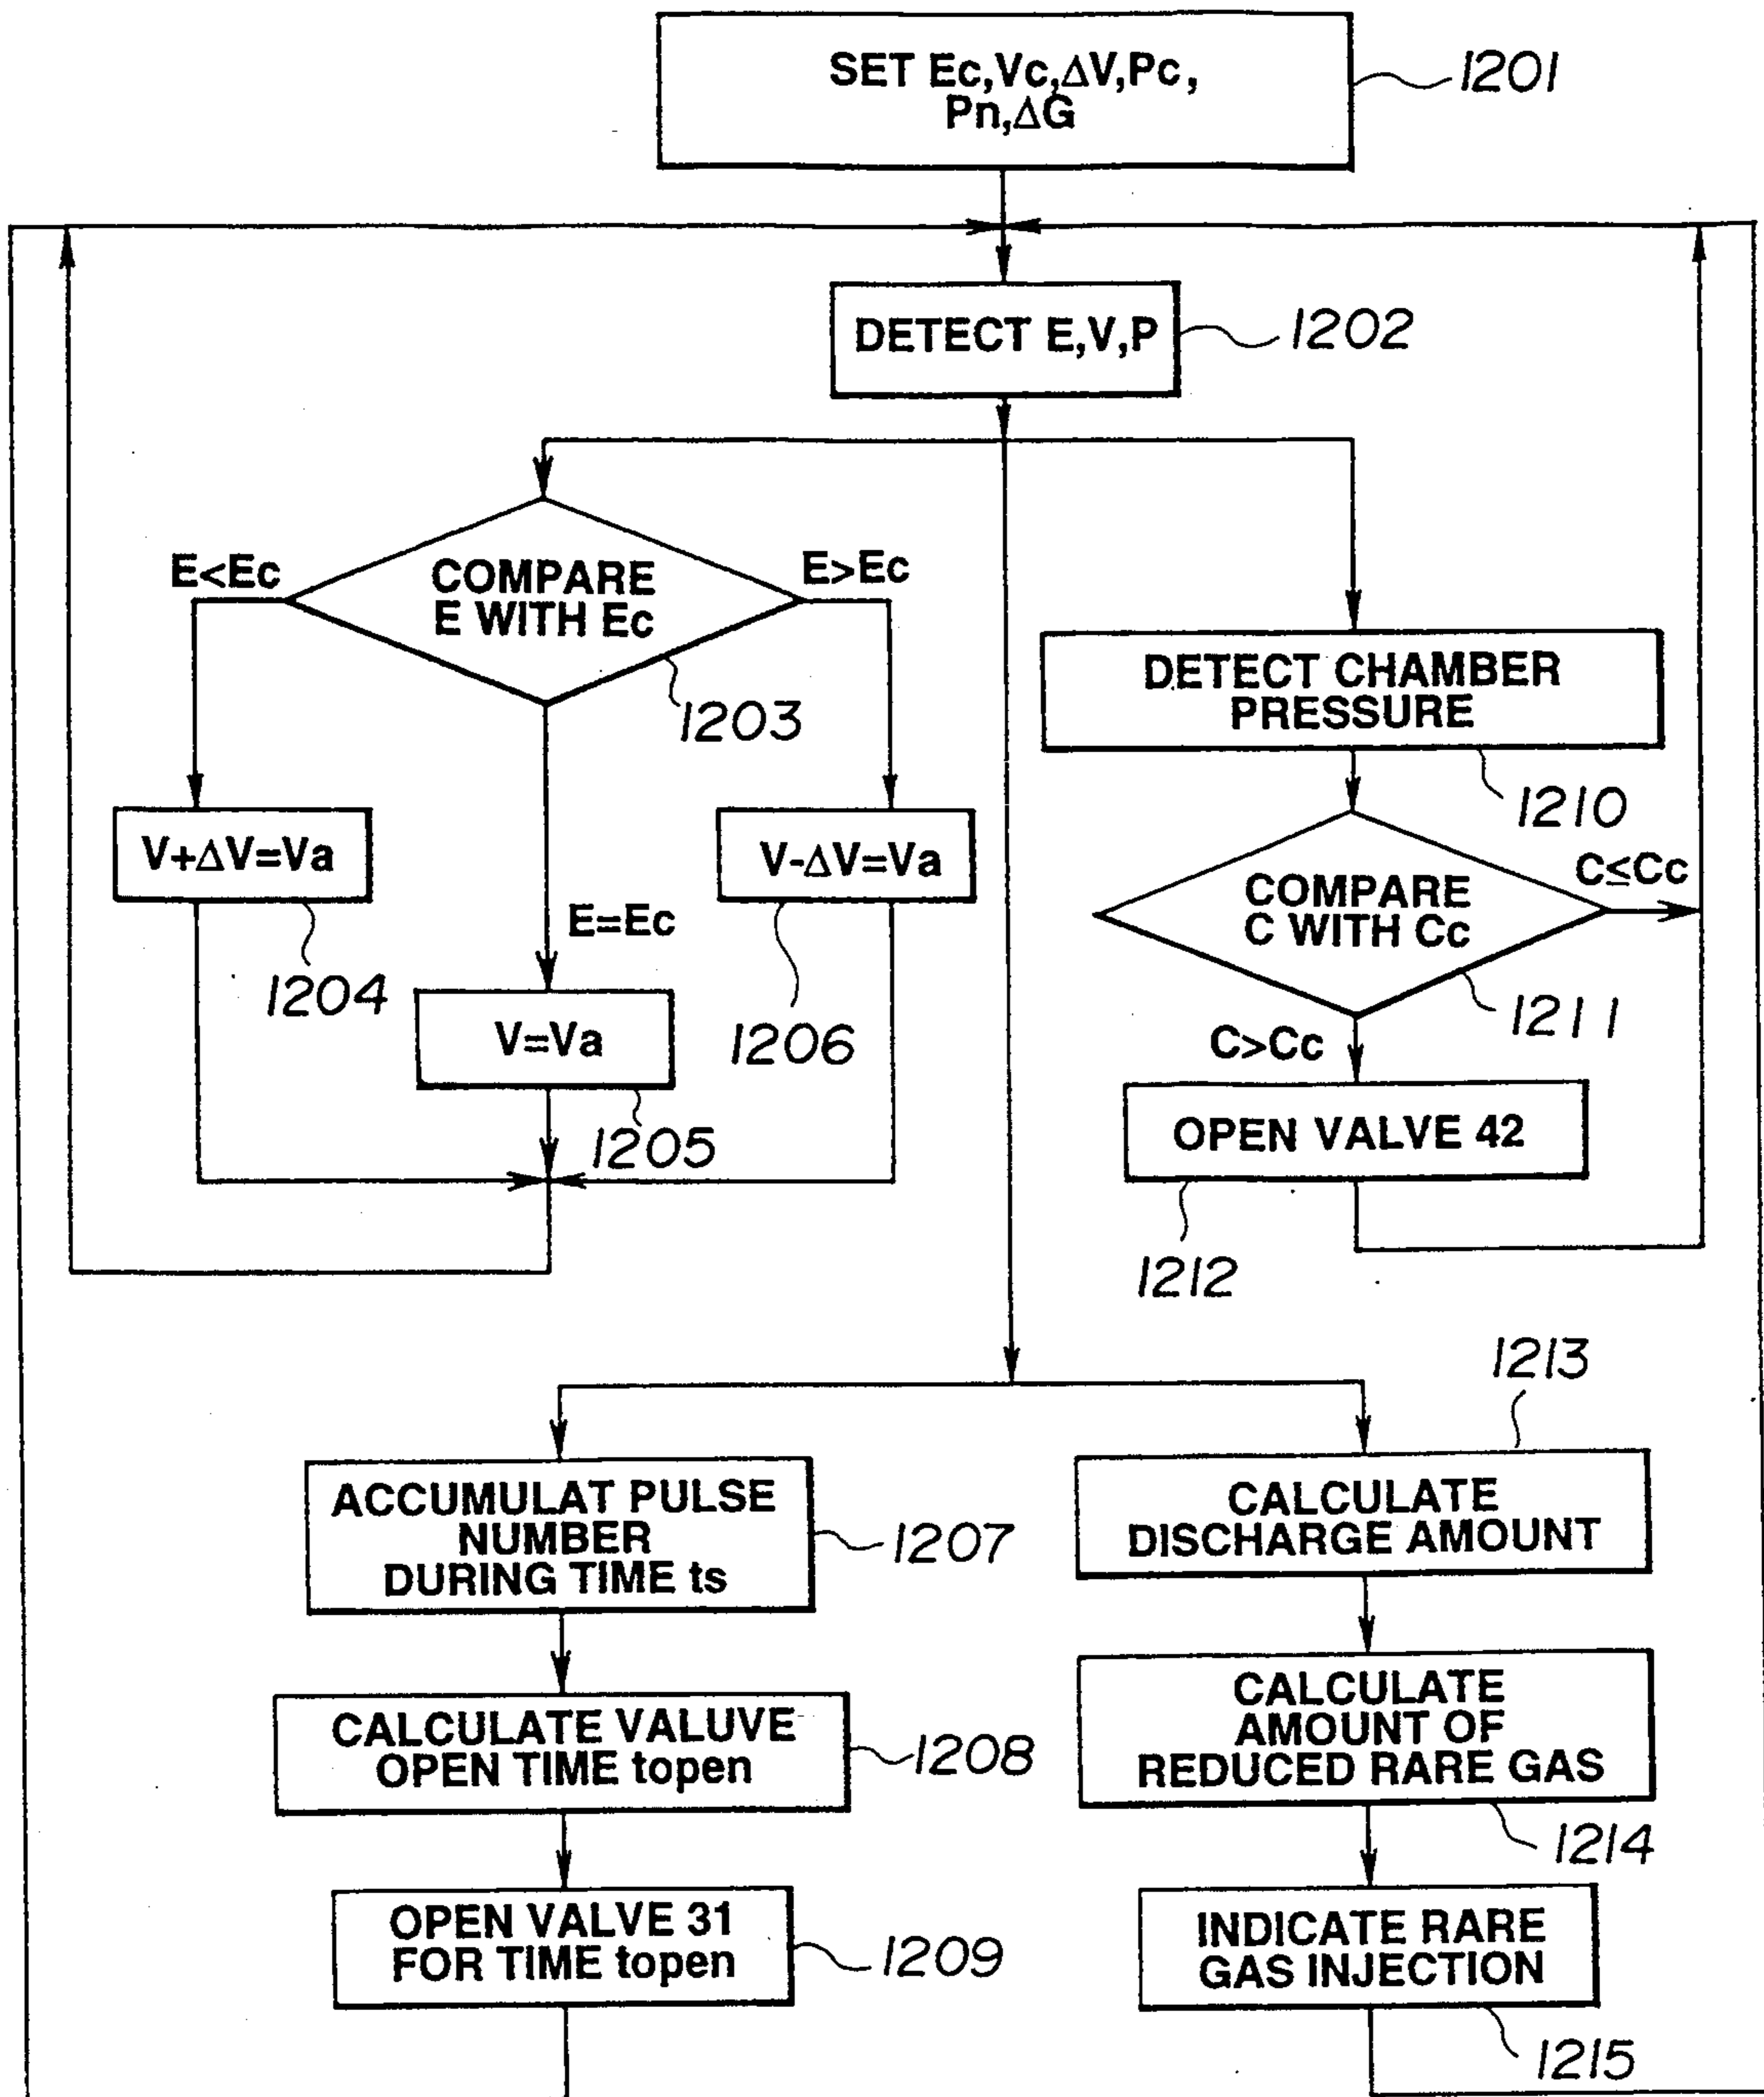 SET Ec,Vc,ΔV,Pc,
Pn,ΔG
1201
DETECT E,V,P
1202
E<Ec
COMPARE
E WITH Ec
E>Ec
1203
DETECT CHAMBER
PRESSURE
1210
V+ΔV=Va
1204
E=Ec
V=Va
1205
V-ΔV=Va
1206
COMPARE
C WITH Cc
C≤Cc
1211
C>Cc
OPEN VALVE 42
1212
1213
ACCUMULAT PULSE
NUMBER
DURING TIME ts
1207
CALCULATE
DISCHARGE AMOUNT
CALCULATE VALUVE
OPEN TIME topen
1208
CALCULATE
AMOUNT OF
REDUCED RARE GAS
1214
OPEN VALVE 31
FOR TIME topen
1209
INDICATE RARE
GAS INJECTION
1215